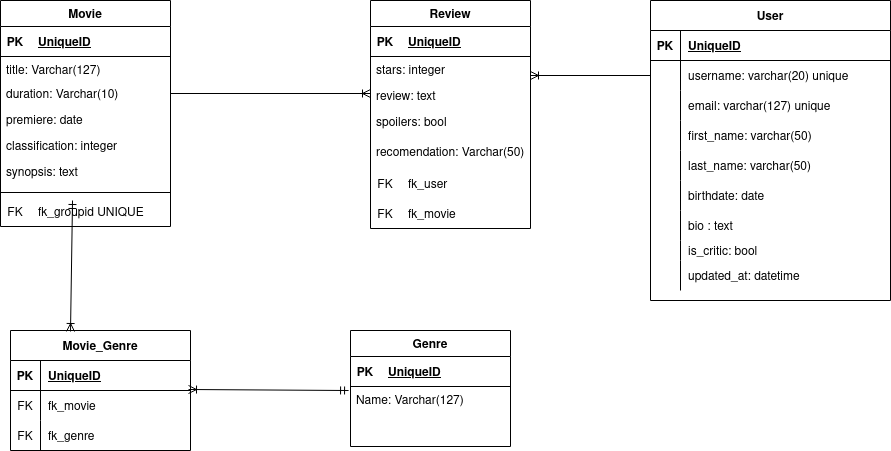 Movie
PK UniqueID
title: Varchar(127)
duration: Varchar(10)
premiere: date
classification: integer
synopsis: text
FK fk_groupid UNIQUE
Review
PK UniqueID
stars: integer
review: text
spoilers: bool
recomendation: Varchar(50)
FK fk_user
FK fk_movie
User
PK UniqueID
username: varchar(20) unique
email: varchar(127) unique
first_name: varchar(50)
last_name: varchar(50)
birthdate: date
bio : text
is_critic: bool
updated_at: datetime
Movie_Genre
PK UniqueID
FK fk_movie
FK fk_genre
Genre
PK UniqueID
Name: Varchar(127)